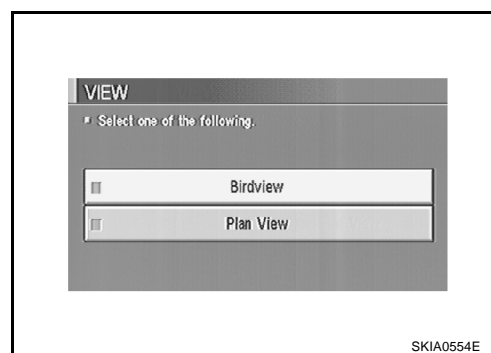 VIEW
Select one of the following.
Birdview
Plan View
SKIA0554E